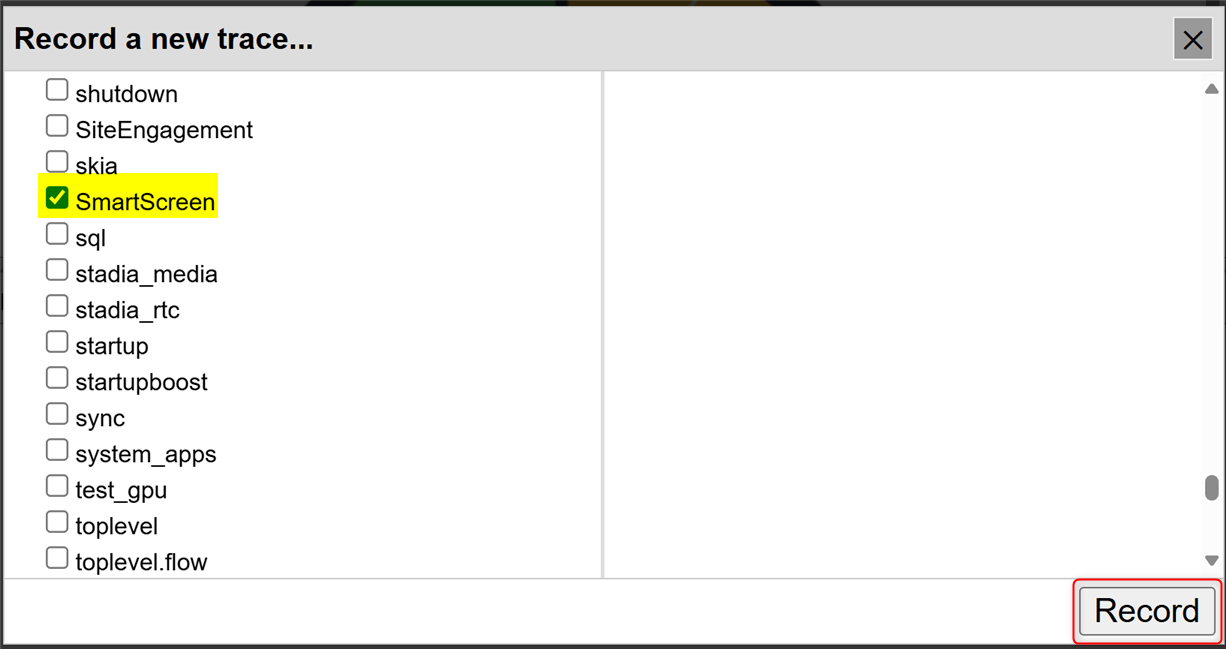 Record a new trace...
shutdown
SiteEngagement
skia
SmartScreen
sql
stadia_media
stadia_rtc
startup
startupboost
sync
system_apps
test_gpu
toplevel
toplevel.flow
Record